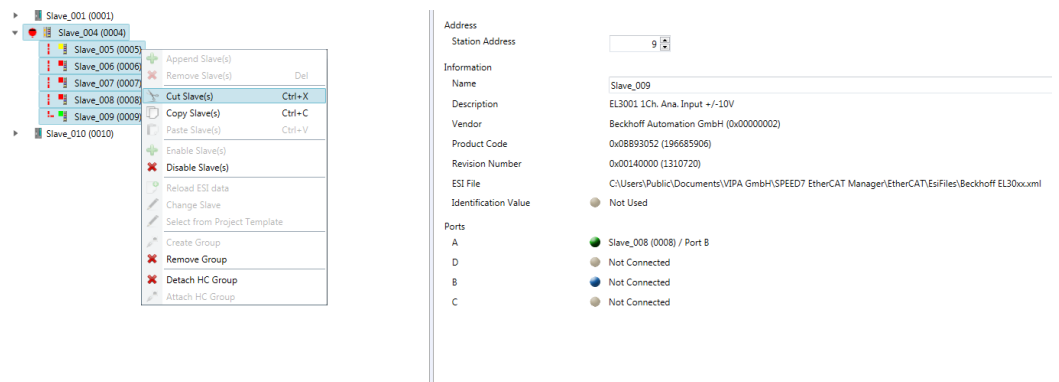 Slave_001 (0001)
Slave_004 (0004)
Slave_005 (0005)
Slave_006 (0006)
Slave_007 (0007)
Slave_008 (0008)
Slave_009 (0009)
Slave_010 (0010)
Append Slave(s)
Remove Slave(s) Del
Cut Slave(s) Ctrl+X
Copy Slave(s) Ctrl+C
Paste Slave(s) Ctrl+V
Enable Slave(s)
Disable Slave(s)
Reload ESI data
Change Slave
Select from Project Template
Create Group
Remove Group
Detach HC Group
Attach HC Group
Address
Station Address 9
Information
Name Slave_009
Description EL3001 1Ch. Ana. Input +/-10V
Vendor Beckhoff Automation GmbH (0x00000002)
Product Code 0x0BB93052 (196685906)
Revision Number 0x00140000 (1310720)
ESI File C:\Users\Public\Documents\VIPA GmbH\SPEED7 EtherCAT Manager\EtherCAT\EsiFiles\Beckhoff EL30xx.xml
Identification Value Not Used
Ports
A Slave_008 (0008) / Port B
D Not Connected
B Not Connected
C Not Connected